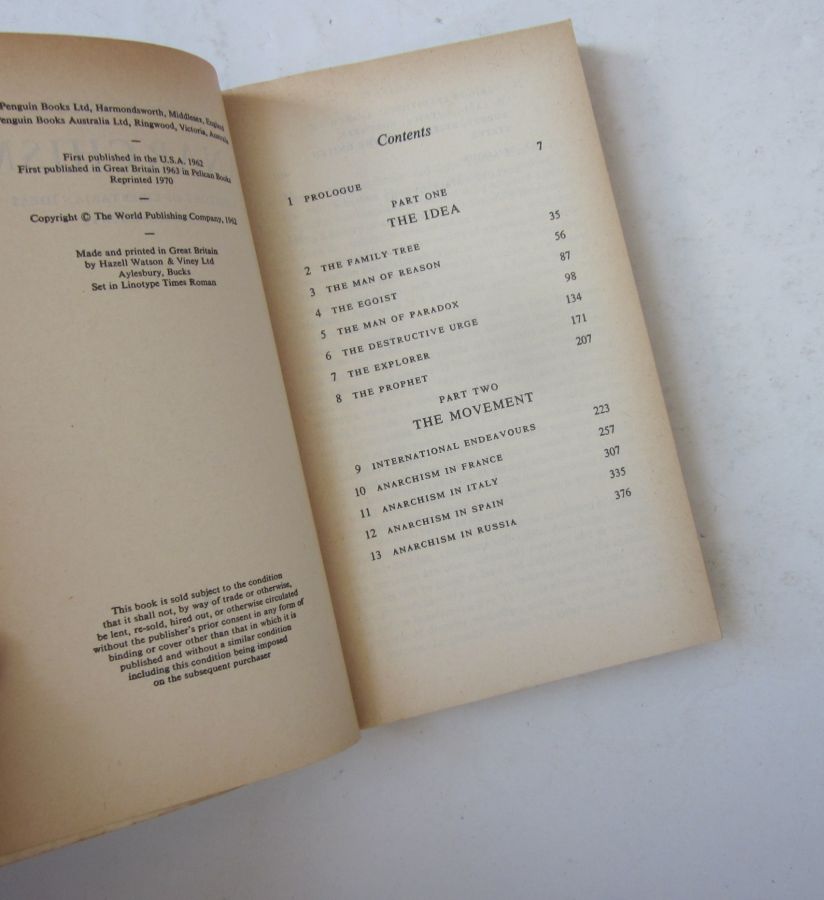 Penguin Books Ltd, Harmondsworth, Middlesex, England
Penguin Books Australia Ltd, Ringwood, Victoria, Australia
—
First published in the U.S.A. 1962
First published in Great Britain 1963 in Pelican Books
Reprinted 1970
—
Copyright © The World Publishing Company, 1962
—
Made and printed in Great Britain
by Hazell Watson & Viney Ltd
Aylesbury, Bucks
Set in Linotype Times Roman
This book is sold subject to the condition
that it shall not, by way of trade or otherwise,
be lent, re-sold, hired out, or otherwise circulated
without the publisher's prior consent in any form of
binding or cover other than that in which it is
published and without a similar condition
including this condition being imposed
on the subsequent purchaser
Contents
1 PROLOGUE 7
PART ONE
THE IDEA
2 THE FAMILY TREE 35
3 THE MAN OF REASON 56
4 THE EGOIST 87
5 THE MAN OF PARADOX 98
6 THE DESTRUCTIVE URGE 134
7 THE EXPLORER 171
8 THE PROPHET 207
PART TWO
THE MOVEMENT
9 INTERNATIONAL ENDEAVOURS 223
10 ANARCHISM IN FRANCE 257
11 ANARCHISM IN ITALY 307
12 ANARCHISM IN SPAIN 335
13 ANARCHISM IN RUSSIA 376